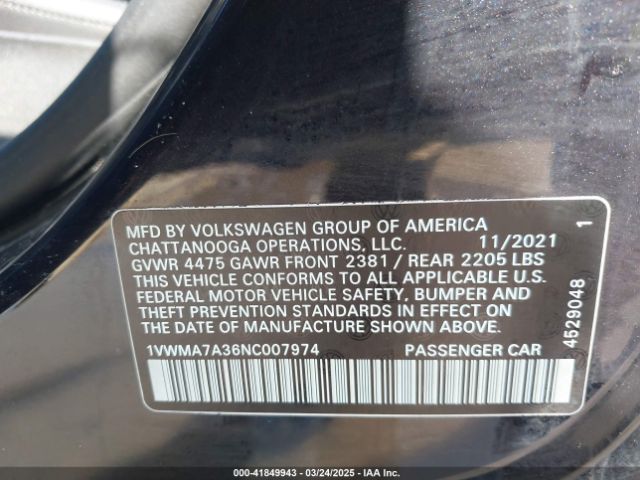 MFD BY VOLKSWAGEN GROUP OF AMERICA
CHATTANOOGA OPERATIONS, LLC. 11/2021
GVWR 4475 GAWR FRONT 2381 / REAR 2205 LBS
THIS VEHICLE CONFORMS TO ALL APPLICABLE U.S.
FEDERAL MOTOR VEHICLE SAFETY, BUMPER AND
THEFT PREVENTION STANDARDS IN EFFECT ON THE
DATE OF MANUFACTURE SHOWN ABOVE.
1VWMA7A36NC007974 PASSENGER CAR
4529048 1
000-41849943 - 03/24/2025 - IAA Inc.